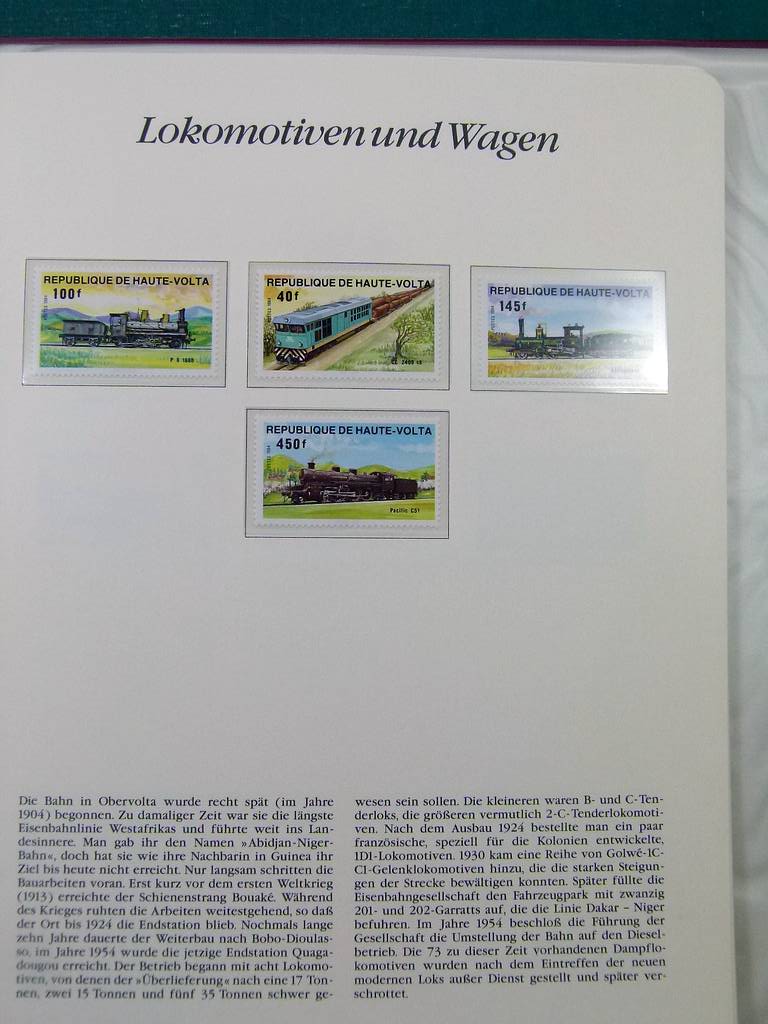 Lokomotiven und Wagen
REPUBLIQUE DE HAUTE-VOLTA
100f
P 8 1889
REPUBLIQUE DE HAUTE-VOLTA
40f
CC 2400 ch
REPUBLIQUE DE HAUTE-VOLTA
145f
REPUBLIQUE DE HAUTE-VOLTA
450f
Pacific C51
Die Bahn in Obervolta wurde recht spät (im Jahre
1904) begonnen. Zu damaliger Zeit war sie die längste
Eisenbahnlinie Westafrikas und führte weit ins Lan-
desinnere. Man gab ihr den Namen »Abidjan-Niger-
Bahn«, doch hat sie wie ihre Nachbarin in Guinea ihr
Ziel bis heute nicht erreicht. Nur langsam schritten die
Bauarbeiten voran. Erst kurz vor dem ersten Weltkrieg
(1913) erreichte der Schienenstrang Bouaké. Während
des Krieges ruhten die Arbeiten weitestgehend, so daß
der Ort bis 1924 die Endstation blieb. Nochmals lange
zehn Jahre dauerte der Weiterbau nach Bobo-Dioulas-
so, im Jahre 1954 wurde die jetzige Endstation Quaga-
dougou erreicht. Der Betrieb begann mit acht Lokomo-
tiven, von denen der »Überlieferung« nach eine 17 Ton-
nen, zwei 15 Tonnen und fünf 35 Tonnen schwer ge-
wesen sein sollen. Die kleineren waren B- und C-Ten-
derloks, die größeren vermutlich 2-C-Tenderlokomoti-
ven. Nach dem Ausbau 1924 bestellte man ein paar
französische, speziell für die Kolonien entwickelte,
1D1-Lokomotiven. 1930 kam eine Reihe von Golwé-1C-
C1-Gelenklokomotiven hinzu, die die starken Steigun-
gen der Strecke bewältigen konnten. Später füllte die
Eisenbahngesellschaft den Fahrzeugpark mit zwanzig
201- und 202-Garratts auf, die die Linie Dakar – Niger
befuhren. Im Jahre 1954 beschloß die Führung der
Gesellschaft die Umstellung der Bahn auf den Diesel-
betrieb. Die 73 zu dieser Zeit vorhandenen Dampflo-
komotiven wurden nach dem Eintreffen der neuen
modernen Loks außer Dienst gestellt und später ver-
schrottet.